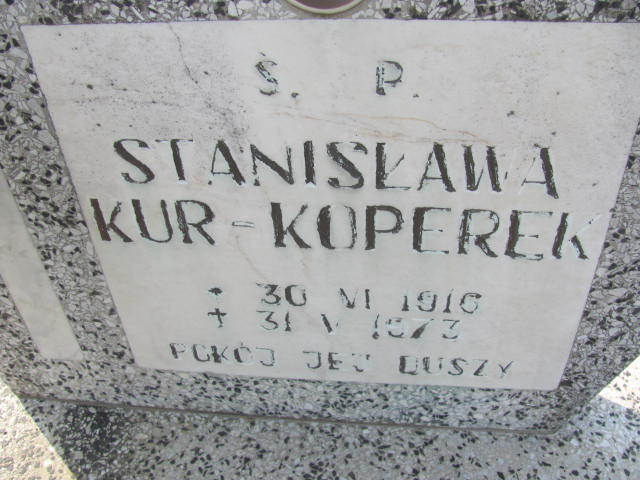 Ś. P.
STANISŁAWA
KUR-KOPEREK
* 30 VI 1916
† 31 V 1973
POKÓJ JEJ DUSZY